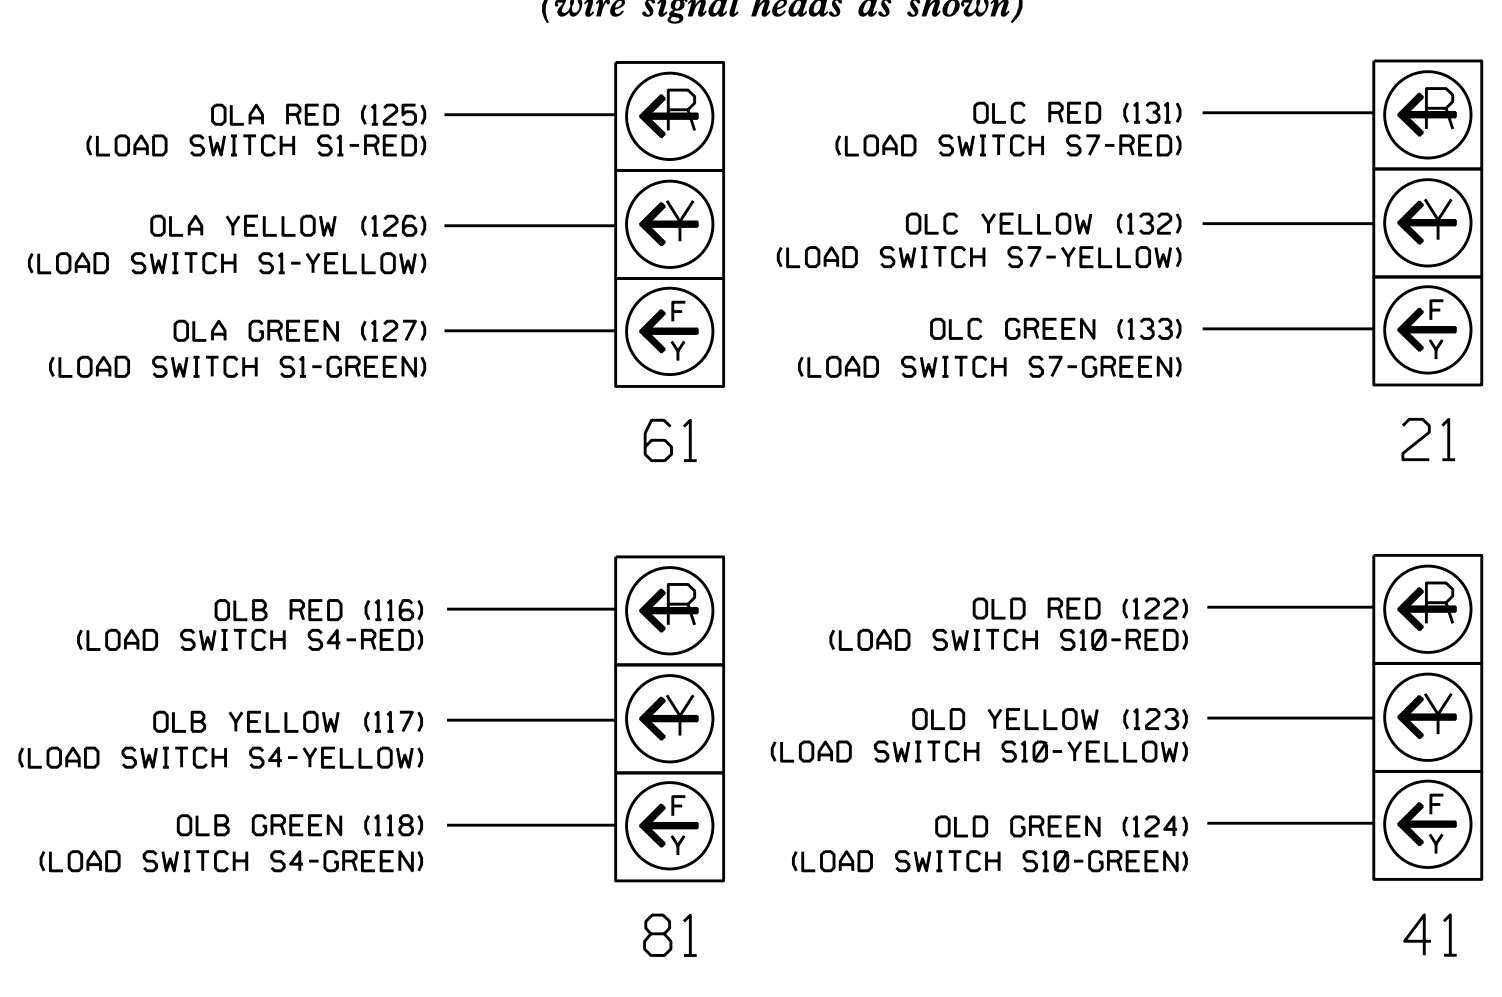 (wire signal heads as shown)
OLA RED (125)
(LOAD SWITCH S1-RED)
R
OLA YELLOW (126)
(LOAD SWITCH S1-YELLOW)
Y
OLA GREEN (127)
(LOAD SWITCH S1-GREEN)
F
Y
61
OLC RED (131)
(LOAD SWITCH S7-RED)
R
OLC YELLOW (132)
(LOAD SWITCH S7-YELLOW)
Y
OLC GREEN (133)
(LOAD SWITCH S7-GREEN)
F
Y
21
OLB RED (116)
(LOAD SWITCH S4-RED)
R
OLB YELLOW (117)
(LOAD SWITCH S4-YELLOW)
Y
OLB GREEN (118)
(LOAD SWITCH S4-GREEN)
F
Y
81
OLD RED (122)
(LOAD SWITCH S10-RED)
R
OLD YELLOW (123)
(LOAD SWITCH S10-YELLOW)
Y
OLD GREEN (124)
(LOAD SWITCH S10-GREEN)
F
Y
41